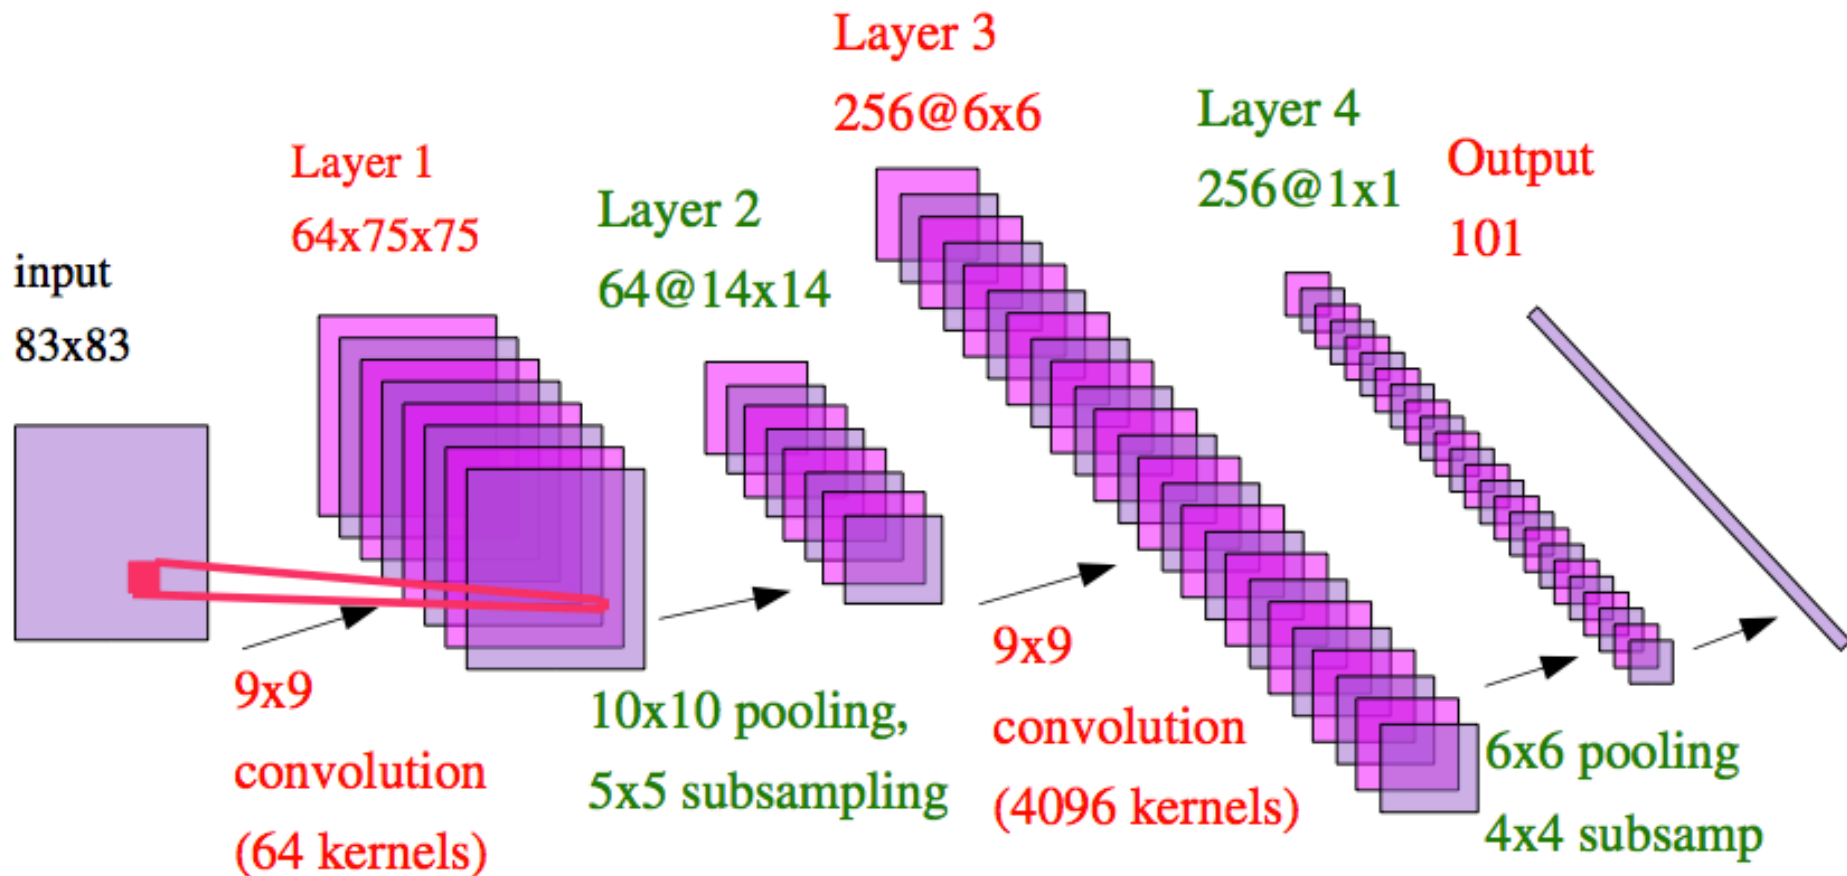 input
83x83
Layer 1
64x75x75
9x9
convolution
(64 kernels)
Layer 2
64@14x14
10x10 pooling,
5x5 subsampling
Layer 3
256@6x6
9x9
convolution
(4096 kernels)
Layer 4
256@1x1
6x6 pooling
4x4 subsamp
Output
101